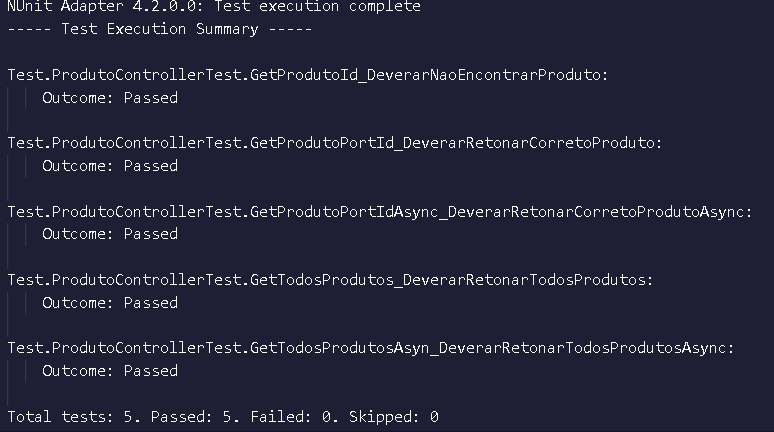 NUnit Adapter 4.2.0.0: Test execution complete
----- Test Execution Summary -----
Test.ProdutoControllerTest.GetProdutoId_DeverarNaoEncontrarProduto:
Outcome: Passed
Test.ProdutoControllerTest.GetProdutoPortId_DeverarRetonarCorretoProduto:
Outcome: Passed
Test.ProdutoControllerTest.GetProdutoPortIdAsync_DeverarRetonarCorretoProdutoAsync:
Outcome: Passed
Test.ProdutoControllerTest.GetTodosProdutos_DeverarRetonarTodosProdutos:
Outcome: Passed
Test.ProdutoControllerTest.GetTodosProdutosAsyn_DeverarRetonarTodosProdutosAsync:
Outcome: Passed
Total tests: 5. Passed: 5. Failed: 0. Skipped: 0